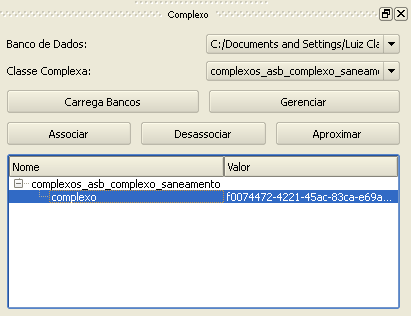 Complexo
Banco de Dados: C:/Documents and Settings/Luiz Cla
Classe Complexa: complexos_asb_complexo_saneame
Carrega Bancos Gerenciar
Associar Desassociar Aproximar
Nome Valor
complexos_asb_complexo_saneamento
complexo f0074472-4221-45ac-83ca-e69a...